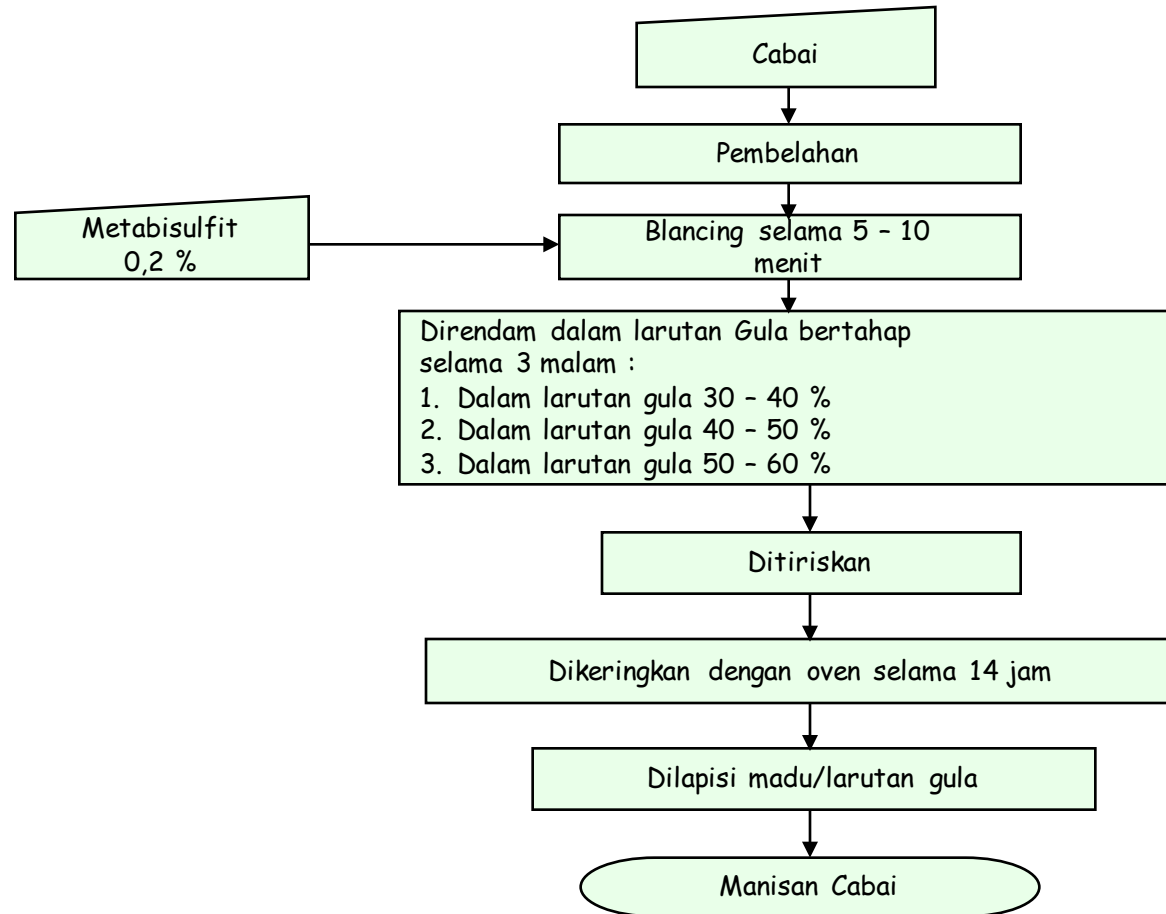 Cabai
Pembelahan
Metabisulfit
0,2 %
Blancing selama 5 – 10
menit
Direndam dalam larutan Gula bertahap
selama 3 malam :
1. Dalam larutan gula 30 – 40 %
2. Dalam larutan gula 40 – 50 %
3. Dalam larutan gula 50 – 60 %
Ditiriskan
Dikeringkan dengan oven selama 14 jam
Dilapisi madu/larutan gula
Manisan Cabai